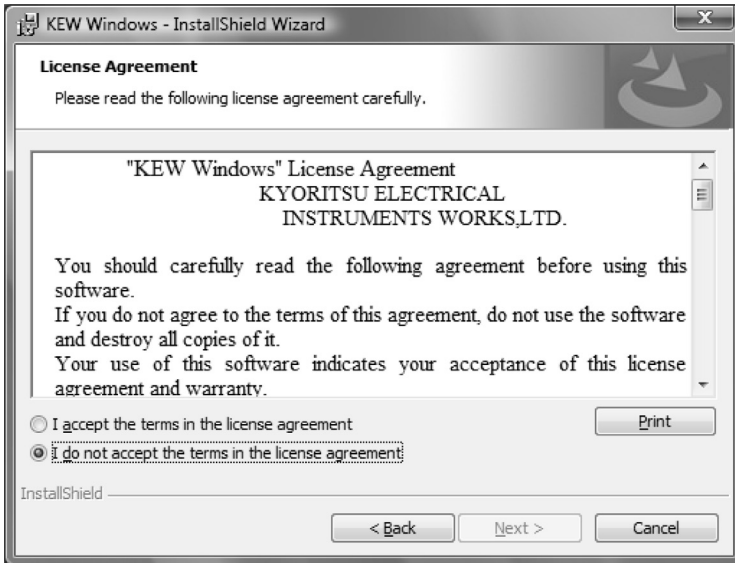 KEW Windows - InstallShield Wizard
License Agreement
Please read the following license agreement carefully.
"KEW Windows" License Agreement
KYORITSU ELECTRICAL
INSTRUMENTS WORKS,LTD.
You should carefully read the following agreement before using this
software.
If you do not agree to the terms of this agreement, do not use the software
and destroy all copies of it.
Your use of this software indicates your acceptance of this license
agreement and warranty.
I accept the terms in the license agreement
Print
I do not accept the terms in the license agreement
InstallShield
< Back
Next >
Cancel